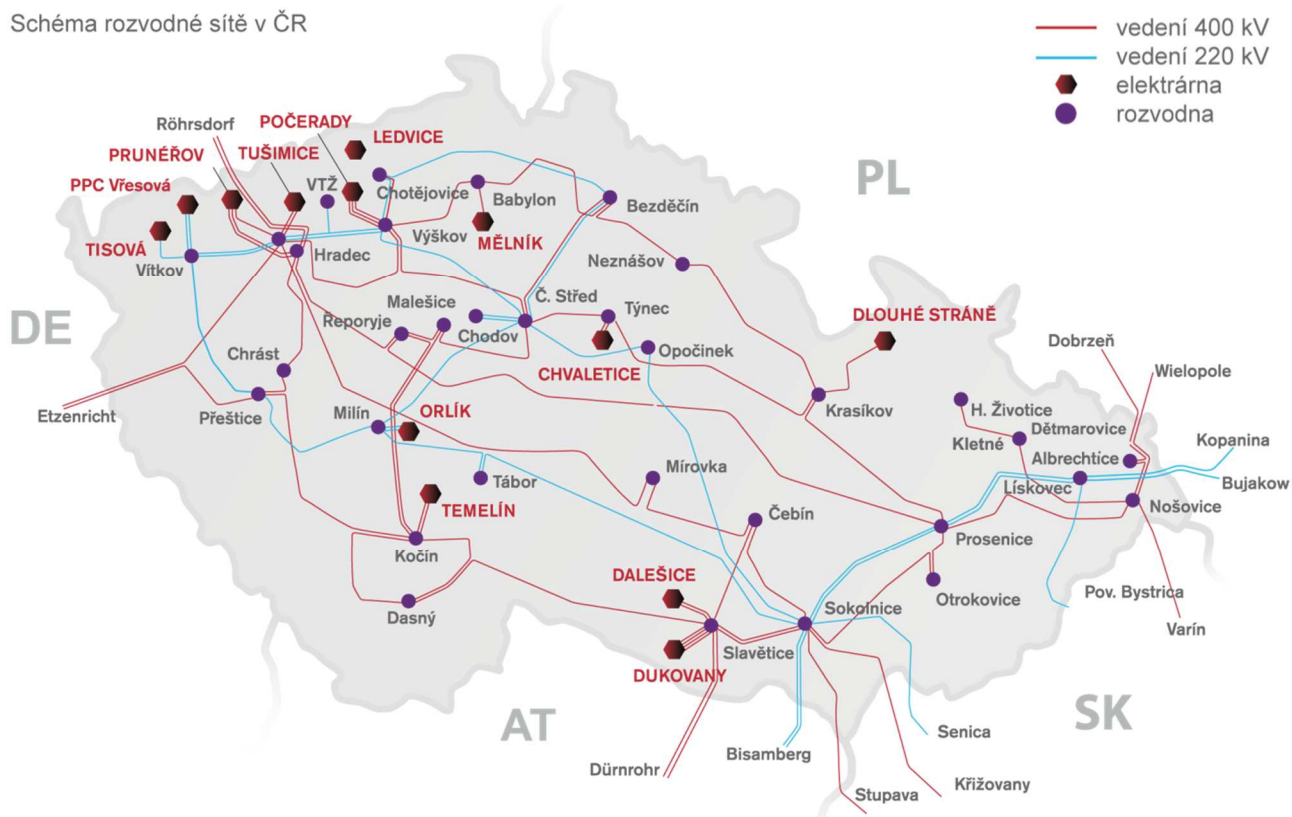 Schéma rozvodné sítě v ČR
vedení 400 kV
vedení 220 kV
elektrárna
rozvodna
Röhrsdorf
POČERADY
LEDVICE
PRUNÉŘOV
TUŠIMICE
PPC Vřesová
VTŽ
Chotějovice
Babylon
Bezděčín
PL
TISOVÁ
Vítkov
Hradec
Výškov
MĚLNÍK
Neznášov
DE
Malešice
Č. Střed
Týnec
Reporyje
Chodov
DLOUHÉ STRÁNĚ
Opočinek
Dobrzeň
Chrást
CHVALETICE
Wielopole
Etzenricht
Přeštice
Milín
ORLÍK
Krasíkov
H. Životice
Dětmarovice
Kopanina
Kletné
Albrechtíce
Mírovka
Tábor
Lískovec
Bujakow
TEMELÍN
Čebín
Nošovice
Kočín
Prosenice
DALEŠICE
Otrokovice
Pov. Bystrica
Dasný
Sokolnice
Varín
Slavětice
DUKOVANY
AT
SK
Senica
Bisamberg
Dürnrohr
Křižovany
Stupava